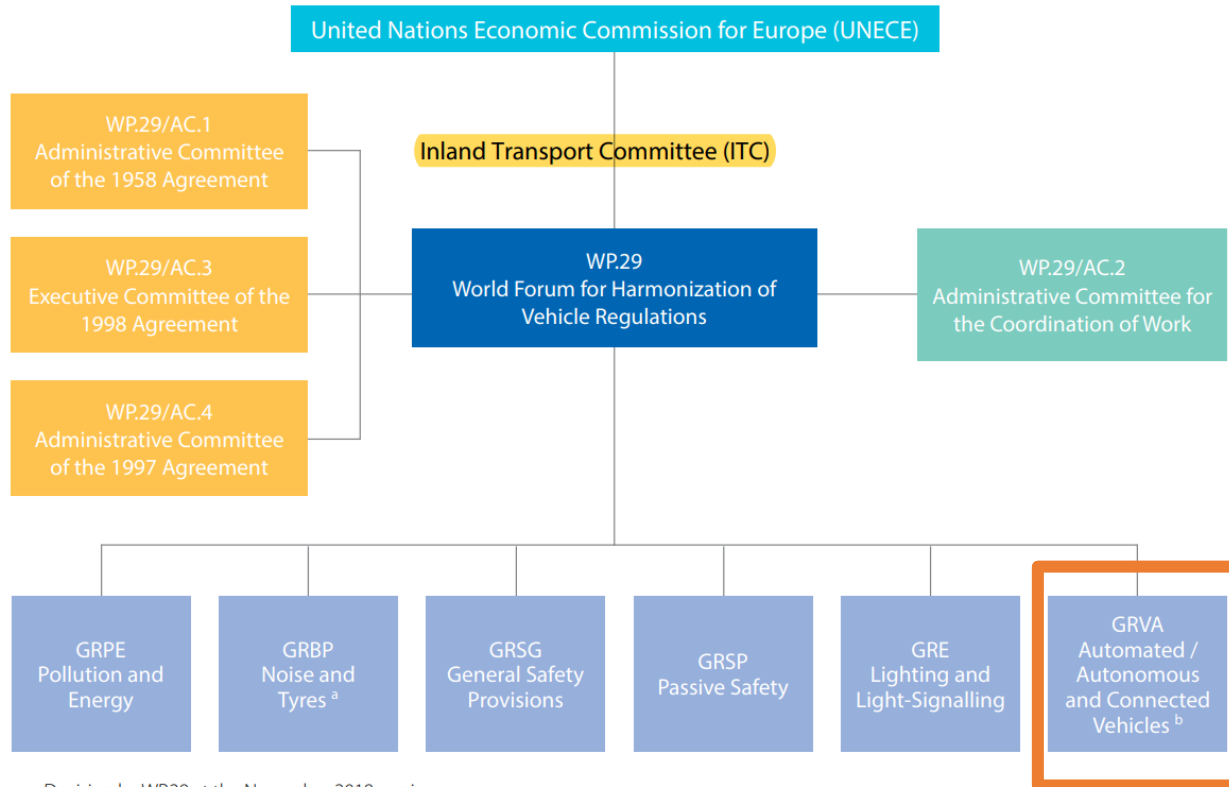 United Nations Economic Commission for Europe (UNECE)
WP.29/AC.1
Administrative Committee
of the 1958 Agreement
Inland Transport Committee (ITC)
WP.29/AC.3
Executive Committee of the
1998 Agreement
WP.29
World Forum for Harmonization of
Vehicle Regulations
WP.29/AC.2
Administrative Committee for
the Coordination of Work
WP.29/AC.4
Administrative Committee
of the 1997 Agreement
GRPE
Pollution and
Energy
GRBP
Noise and
Tyres a
GRSG
General Safety
Provisions
GRSP
Passive Safety
GRE
Lighting and
Light-Signalling
GRVA
Automated /
Autonomous
and Connected
Vehicles b